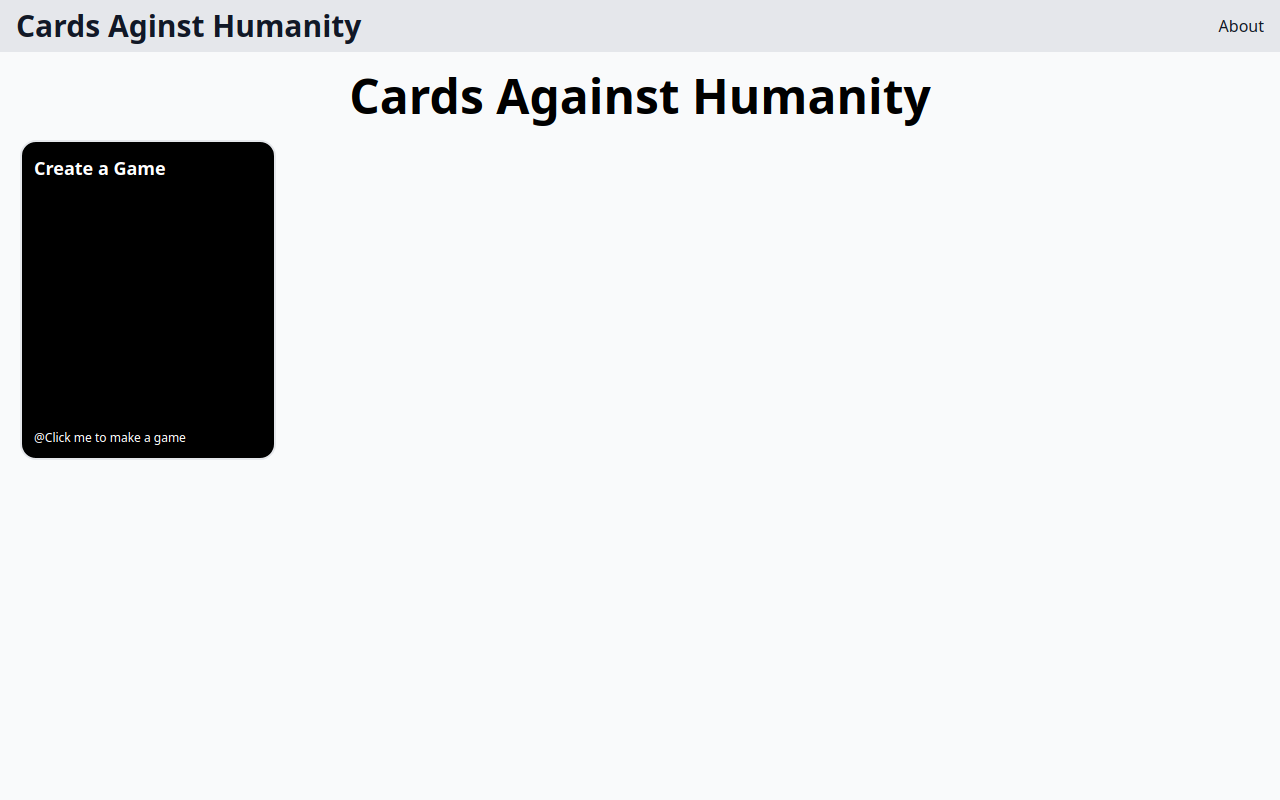 Cards Aginst Humanity
About
Cards Against Humanity
Create a Game
@Click me to make a game